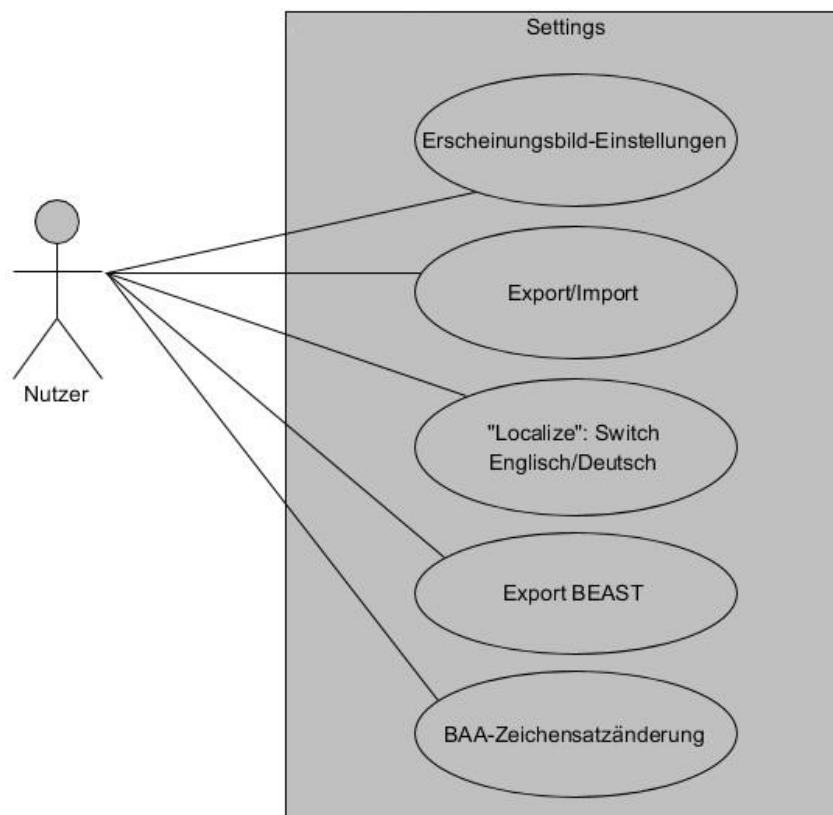 Settings
Erscheinungsbild-Einstellungen
Export/Import
Nutzer
"Localize": Switch
Englisch/Deutsch
Export BEAST
BAA-Zeichensatzänderung